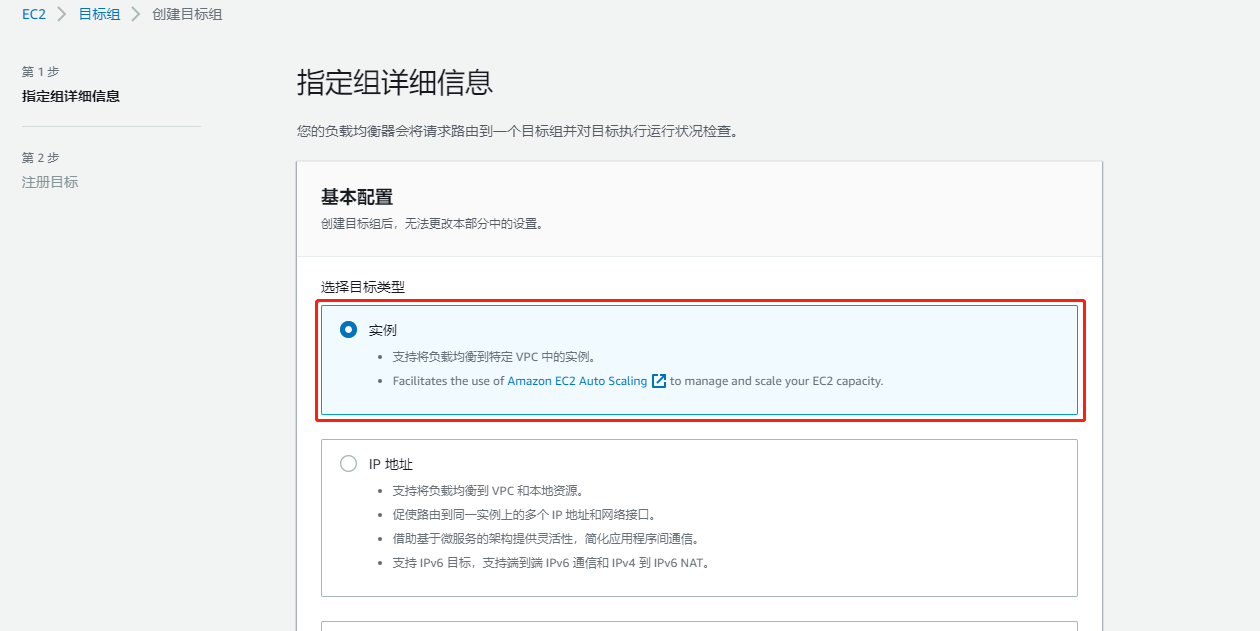 EC2 > 目标组 > 创建目标组
第 1 步
指定组详细信息
第 2 步
注册目标
指定组详细信息
您的负载均衡器会将请求路由到一个目标组并对目标执行运行状况检查。
基本配置
创建目标组后，无法更改本部分中的设置。
选择目标类型
实例
• 支持将负载均衡到特定 VPC 中的实例。
• Facilitates the use of Amazon EC2 Auto Scaling to manage and scale your EC2 capacity.
IP 地址
• 支持将负载均衡到 VPC 和本地资源。
• 促使路由到同一实例上的多个 IP 地址和网络接口。
• 借助基于微服务的架构提供灵活性，简化应用程序间通信。
• 支持 IPv6 目标，支持端到端 IPv6 通信和 IPv4 到 IPv6 NAT。